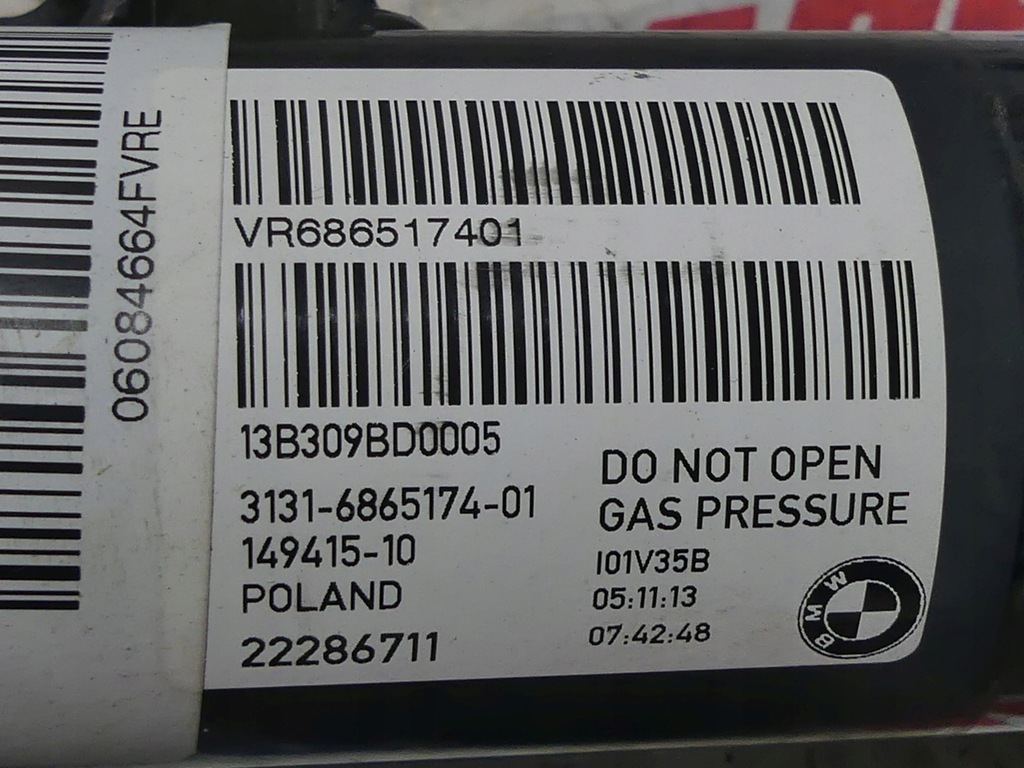 06084664FVRE
VR686517401
13B309BD0005
3131-6865174-01
149415-10
POLAND
22286711
DO NOT OPEN
GAS PRESSURE
I01V35B
05:11:13
07:42:48
BMW